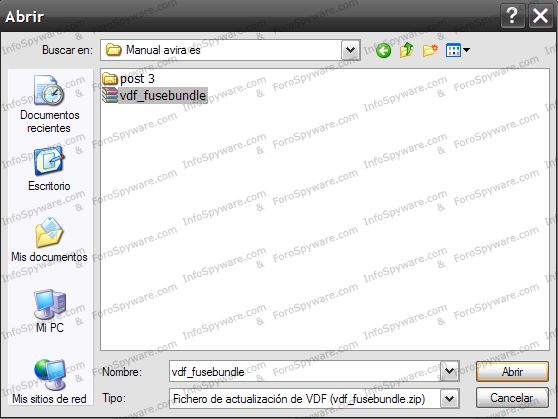 Abrir
Buscar en: Manual avira es
post 3
vdf_fusebundle
Documentos
recientes
Escritorio
Mis documentos
Mi PC
Mis sitios de red
Nombre: vdf_fusebundle Abrir
Tipo: Fichero de actualización de VDF (vdf_fusebundle.zip) Cancelar
InfoSpyware.com
&
ForoSpyware.com